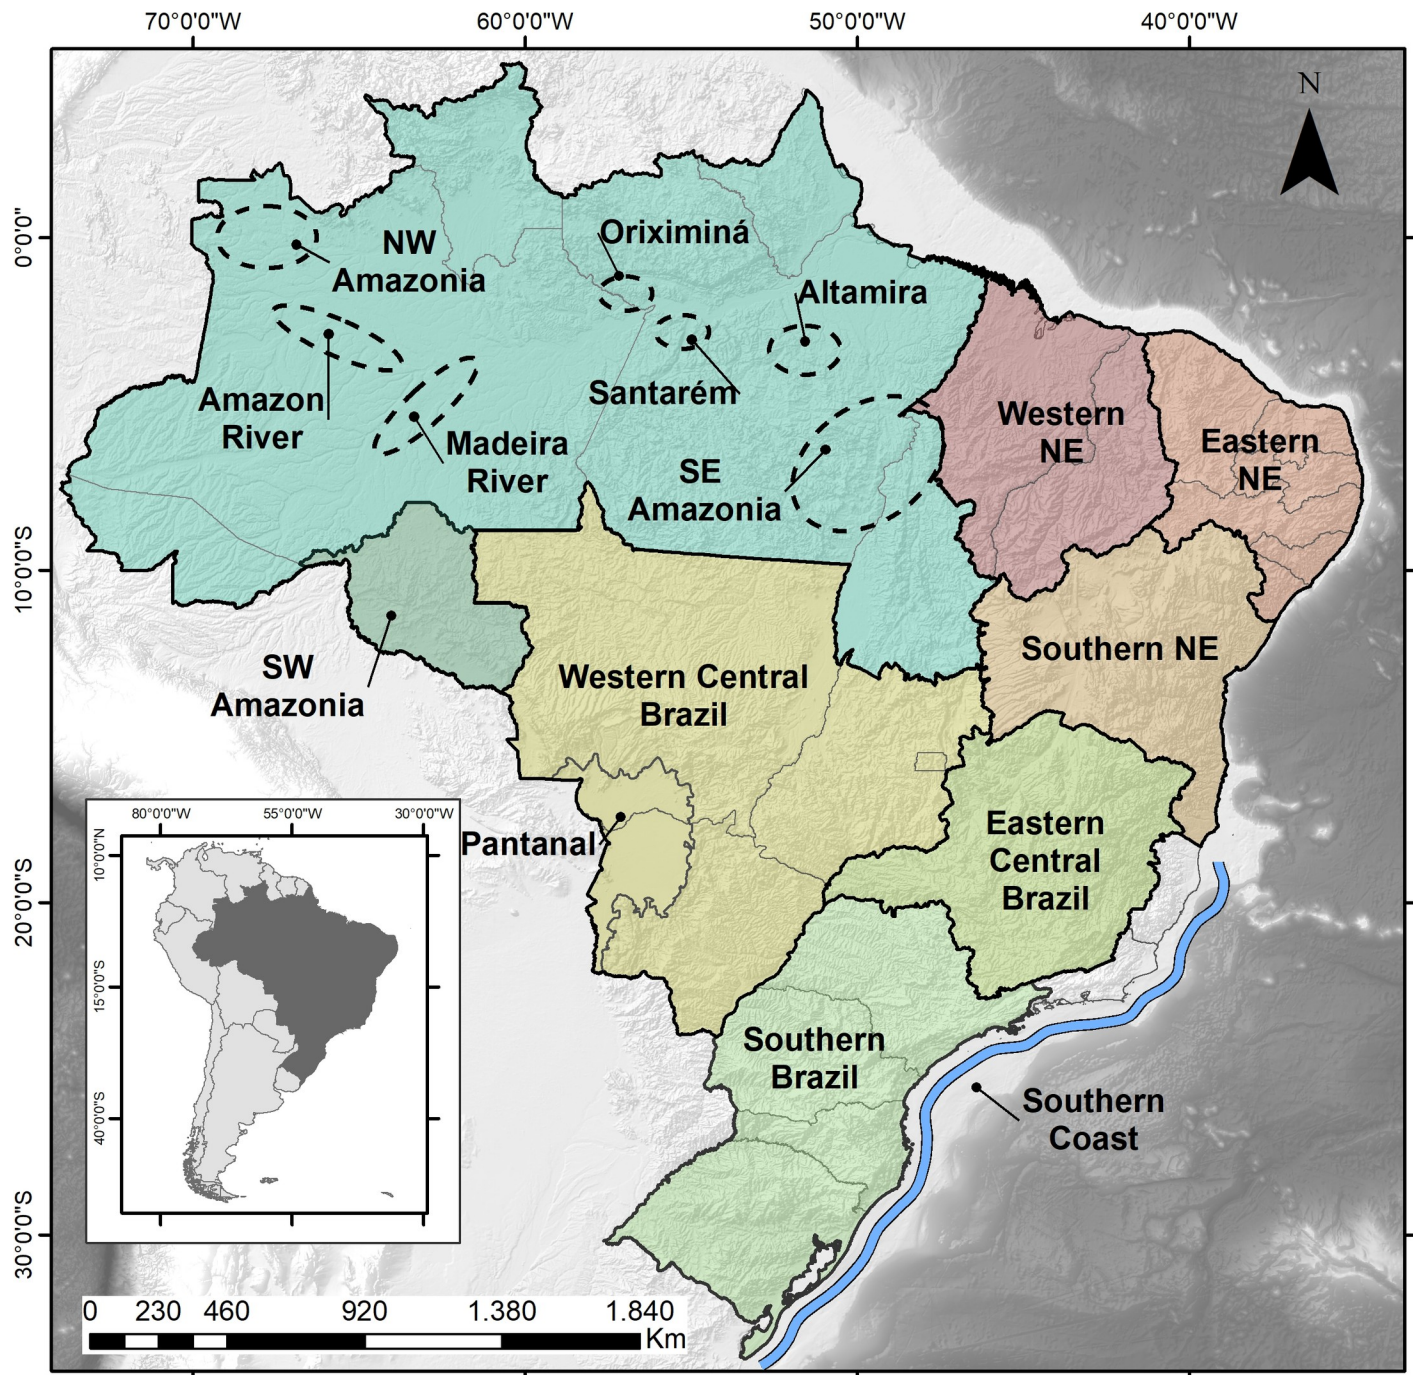 70°0'0"W 60°0'0"W 50°0'0"W 40°0'0"W
N
0°0'0"
10°0'0"S
20°0'0"S
30°0'0"S
NW
Amazonia
Oriximiná
Altamira
Amazon
River
Madeira
River
Santarém
SE
Amazonia
Western
NE
Eastern
NE
SW
Amazonia
Western Central
Brazil
Southern NE
Pantanal
Eastern
Central
Brazil
Southern
Brazil
Southern
Coast
80°0'0"W 55°0'0"W 30°0'0"W
10°0'0"N
15°0'0"S
40°0'0"S
0 230 460 920 1.380 1.840
Km